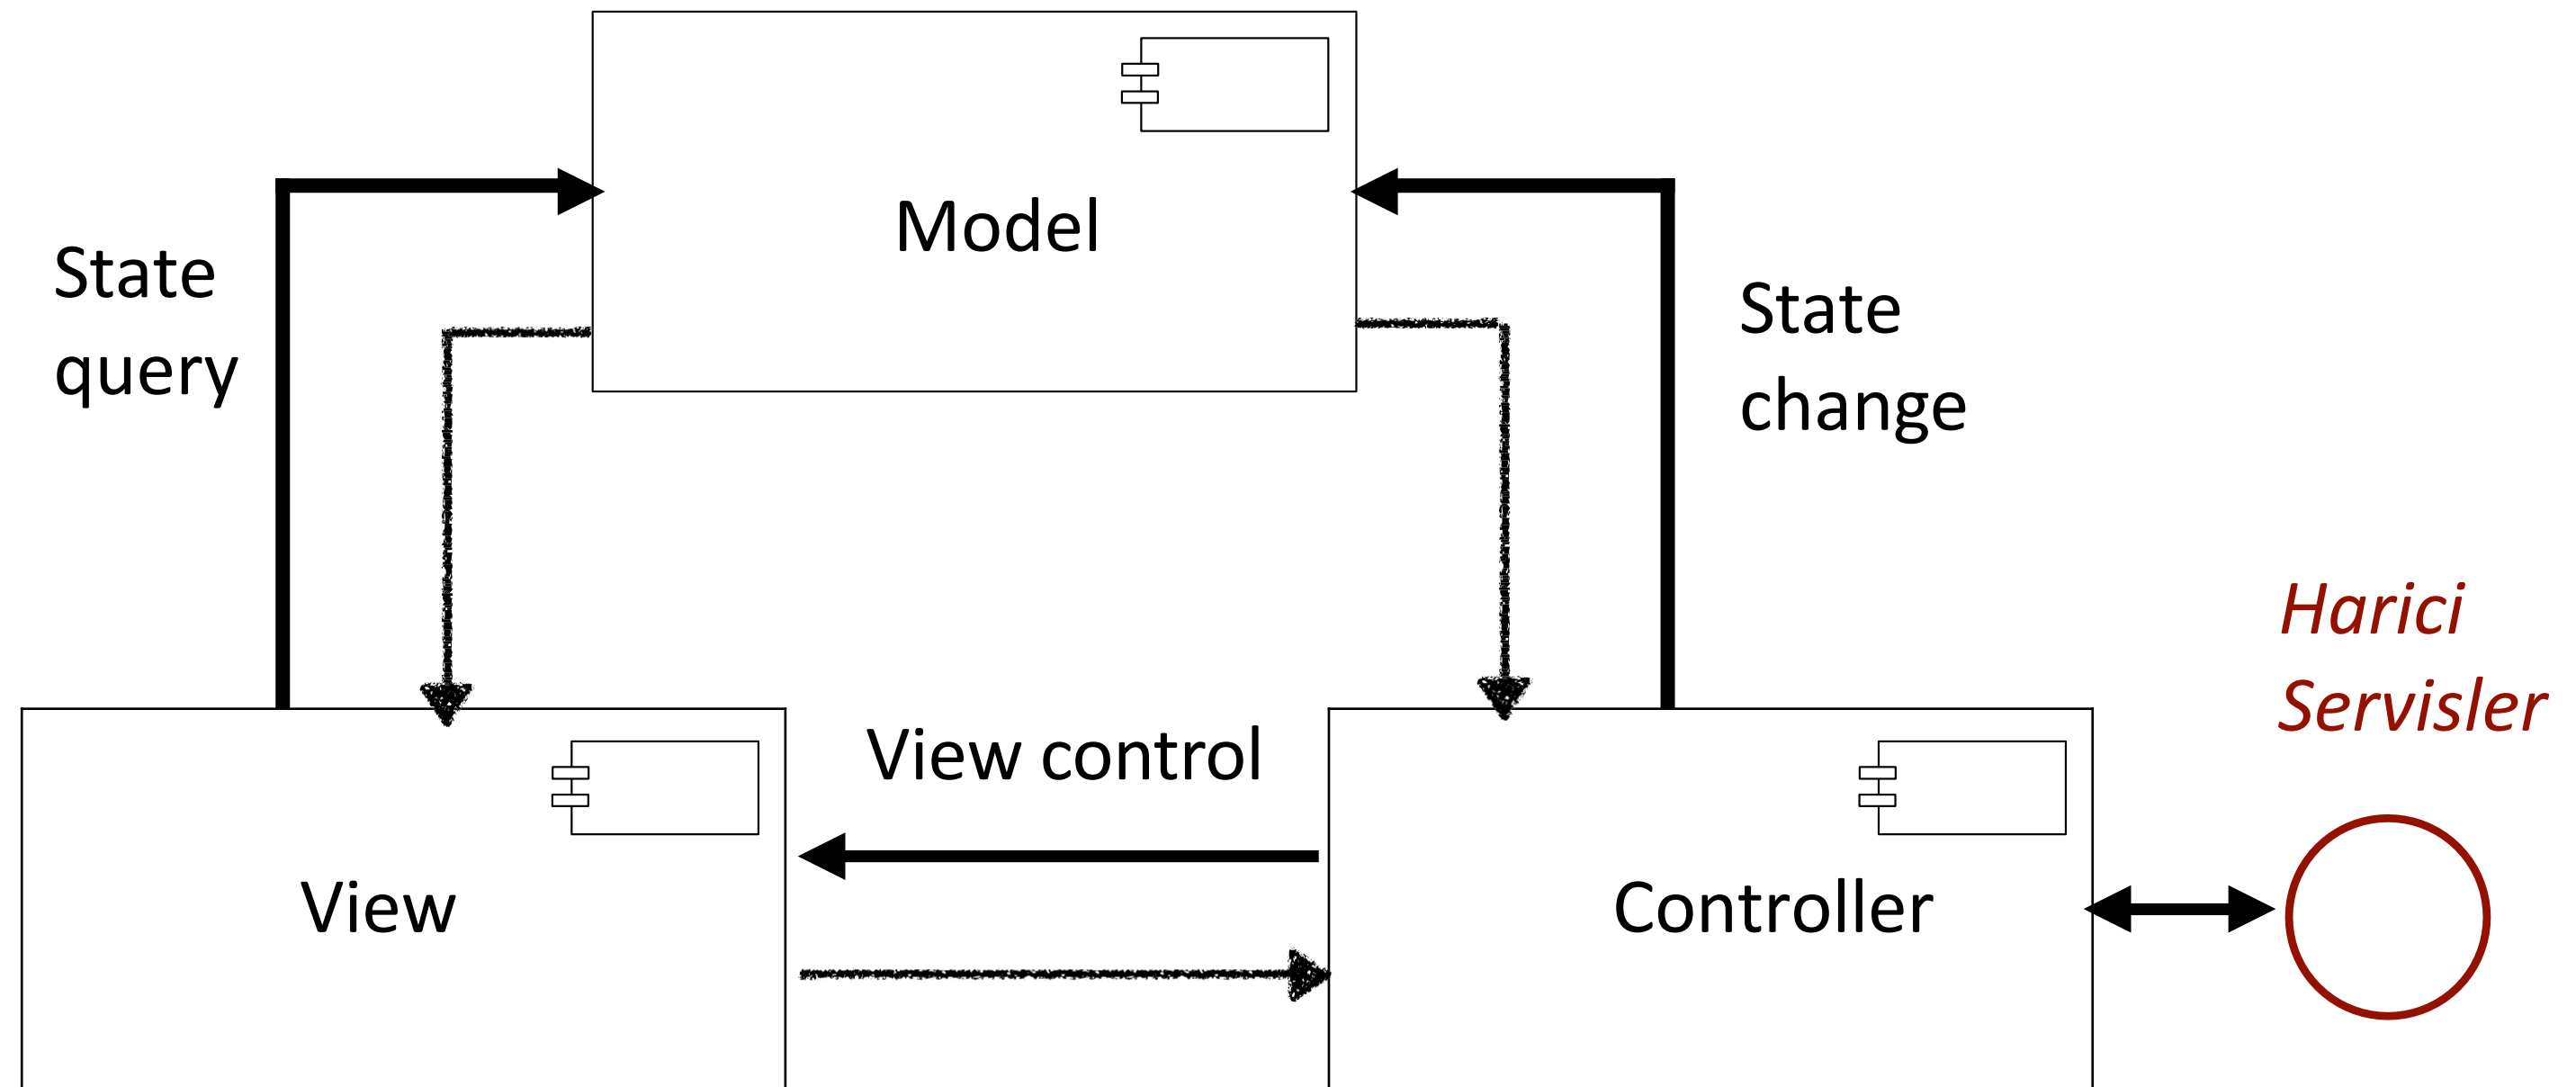 Model
State
query
State
change
Harici
Servisler
View control
View
Controller